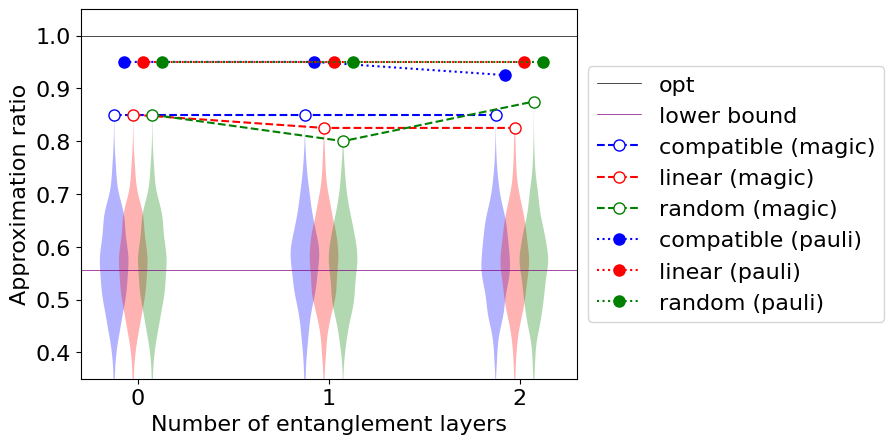 1.0
0.9
0.8
0.7
0.6
0.5
0.4
Approximation ratio
0
1
2
Number of entanglement layers
opt
lower bound
compatible (magic)
linear (magic)
random (magic)
compatible (pauli)
linear (pauli)
random (pauli)